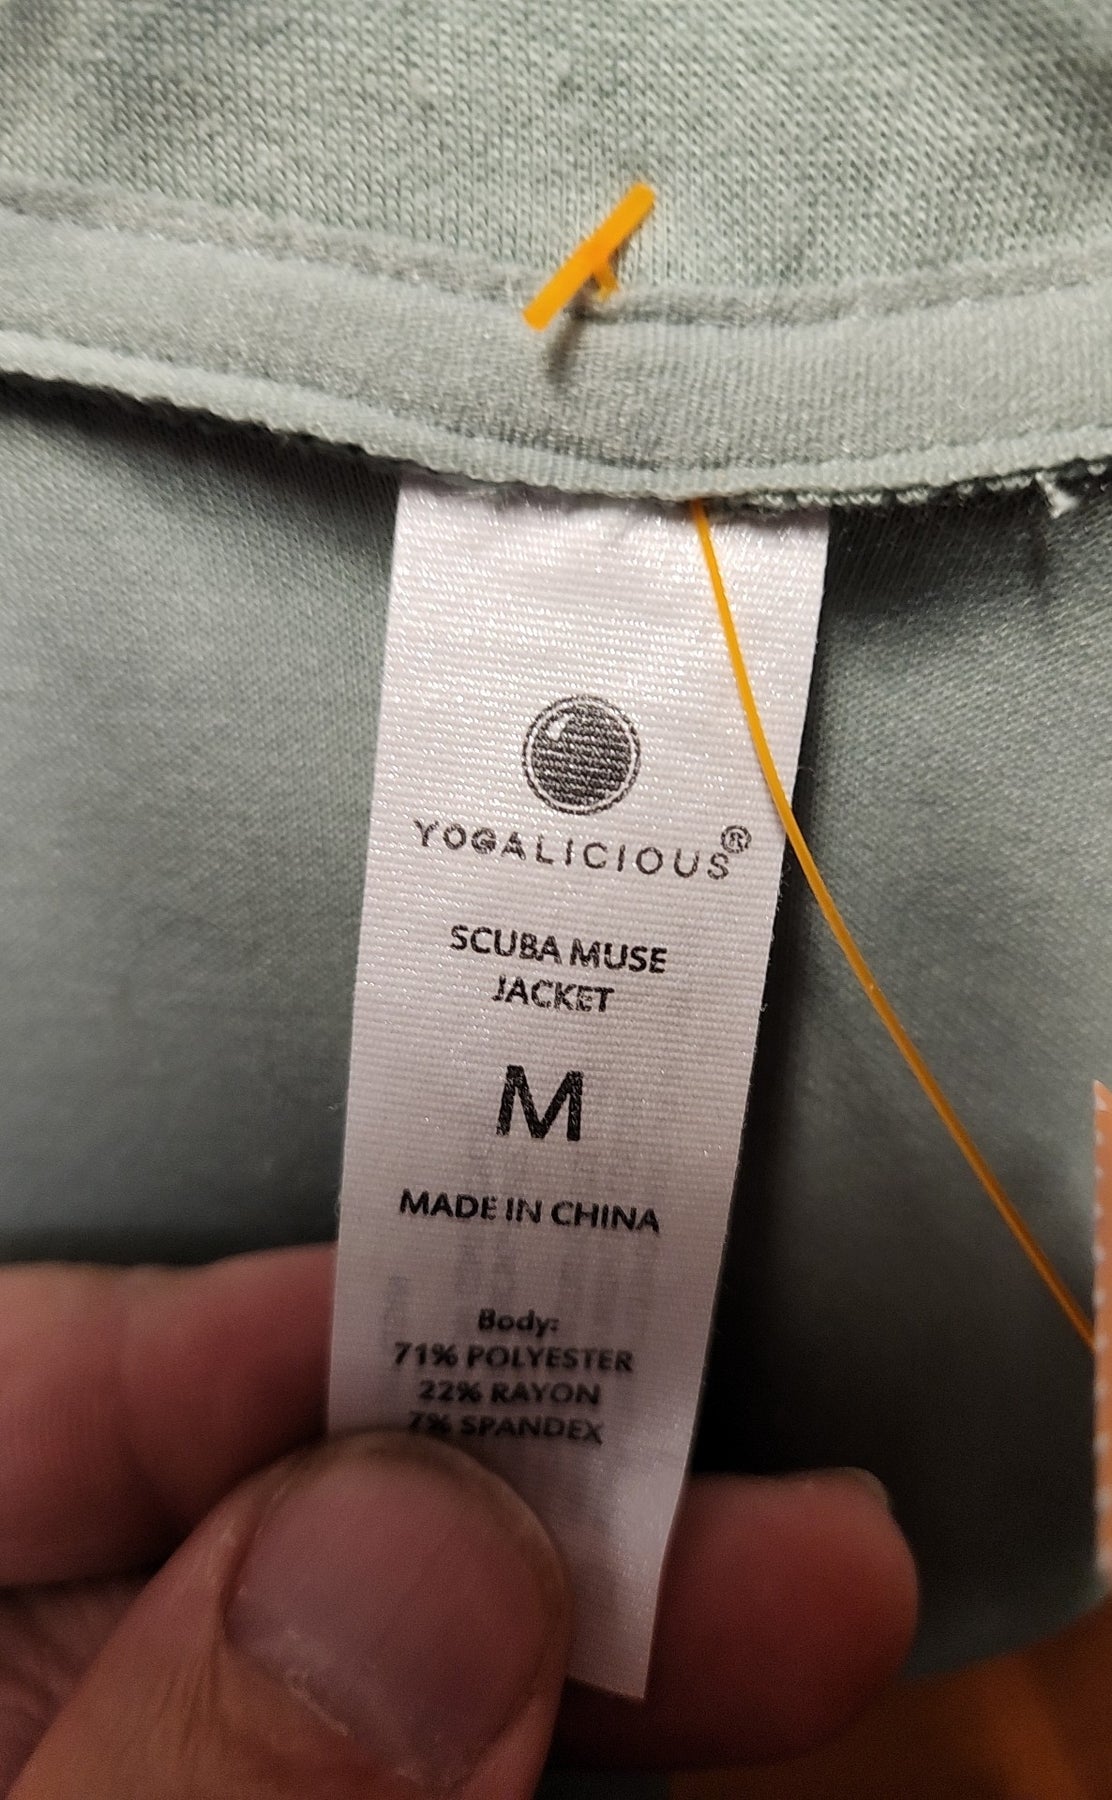 YOGALICIOUS®
SCUBA MUSE
JACKET
M
MADE IN CHINA
Body:
71% POLYESTER
22% RAYON
7% SPANDEX